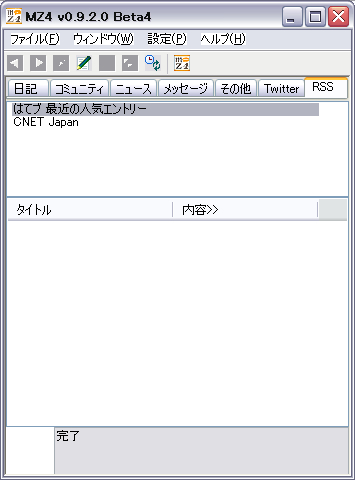 MZ4 v0.9.2.0 Beta4
ファイル(F) ウィンドウ(W) 設定(P) ヘルプ(H)
日記 コミュニティ ニュース メッセージ その他 Twitter RSS
はてブ 最近の人気エントリー
CNET Japan
タイトル 内容>>
完了